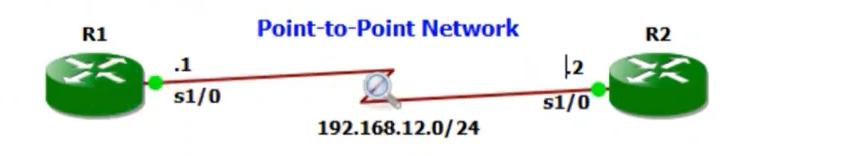 Point-to-Point Network
R1
R2
.1
.2
s1/0
s1/0
192.168.12.0/24